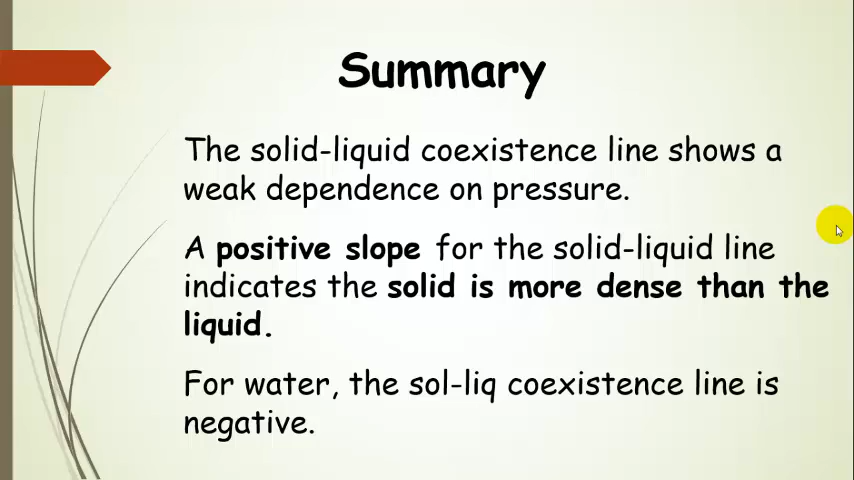 Summary
The solid-liquid coexistence line shows a
weak dependence on pressure.
A positive slope for the solid-liquid line
indicates the solid is more dense than the
liquid.
For water, the sol-liq coexistence line is
negative.